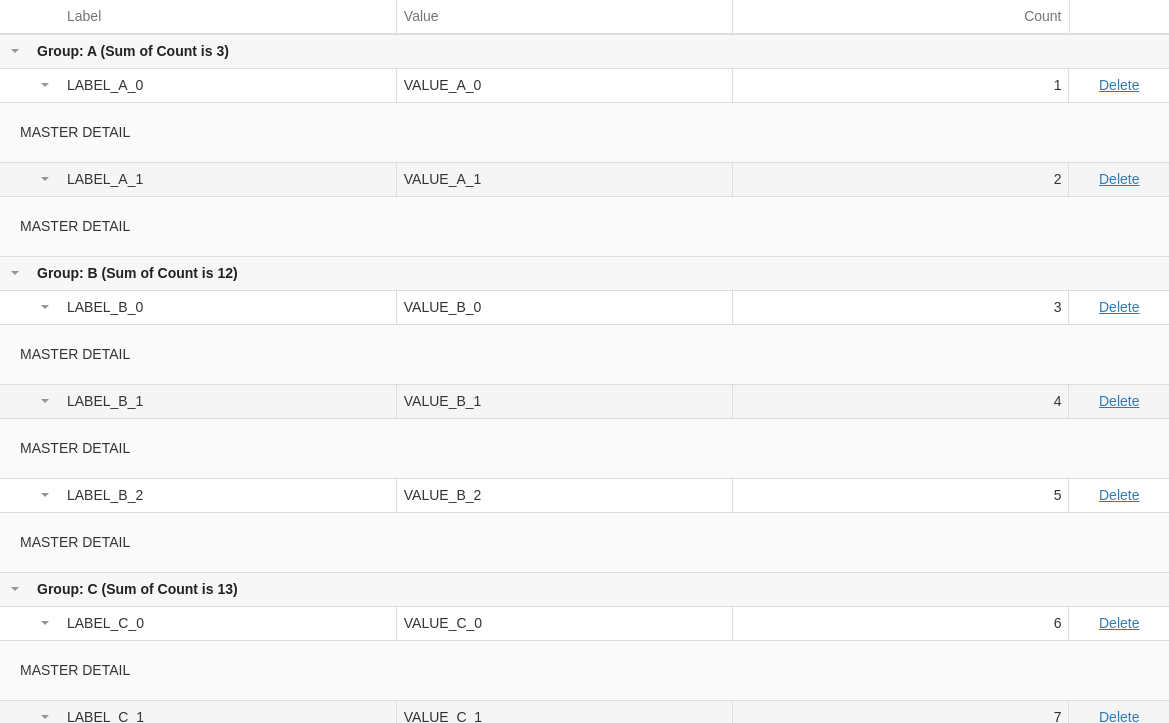 Label Value Count
Group: A (Sum of Count is 3)
LABEL_A_0 VALUE_A_0 1 Delete
MASTER DETAIL
LABEL_A_1 VALUE_A_1 2 Delete
MASTER DETAIL
Group: B (Sum of Count is 12)
LABEL_B_0 VALUE_B_0 3 Delete
MASTER DETAIL
LABEL_B_1 VALUE_B_1 4 Delete
MASTER DETAIL
LABEL_B_2 VALUE_B_2 5 Delete
MASTER DETAIL
Group: C (Sum of Count is 13)
LABEL_C_0 VALUE_C_0 6 Delete
MASTER DETAIL
LABEL_C_1 VALUE_C_1 7 Delete